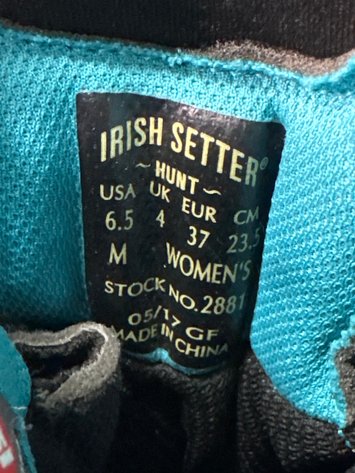 IRISH SETTER®
~ HUNT ~
USA UK EUR CM
6.5 4 37 23.5
M WOMEN'S
STOCK NO. 2881
05/17 GF
MADE IN CHINA